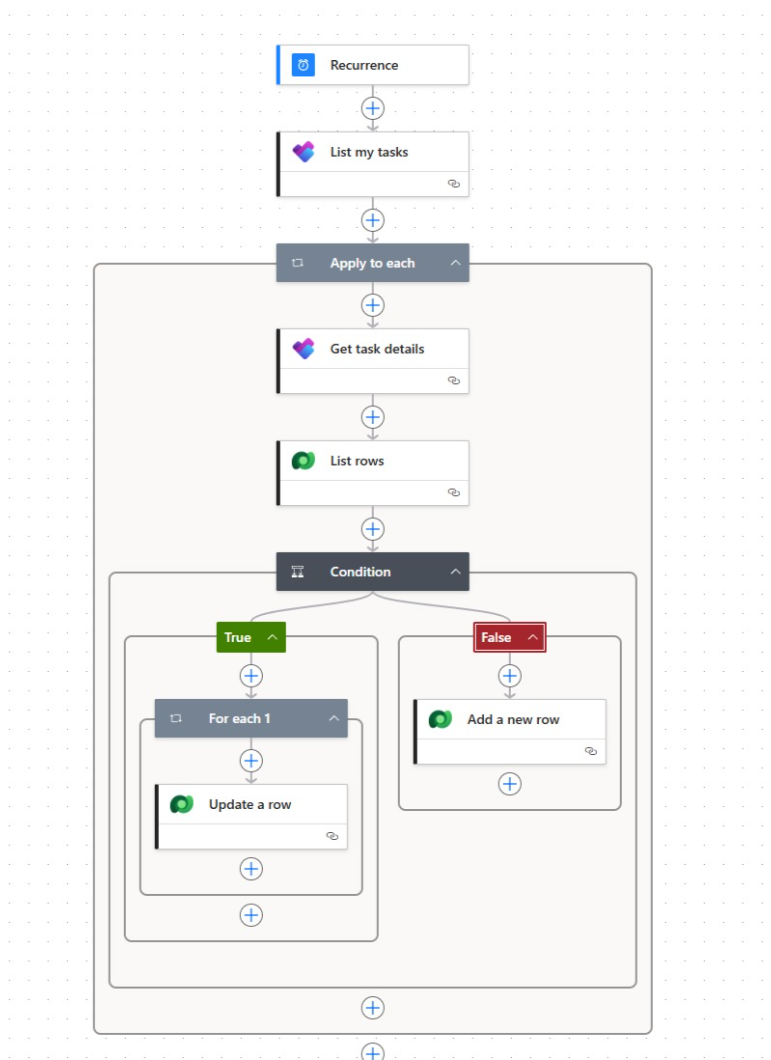 Recurrence
List my tasks
Apply to each
Get task details
List rows
Condition
True
False
For each 1
Add a new row
Update a row